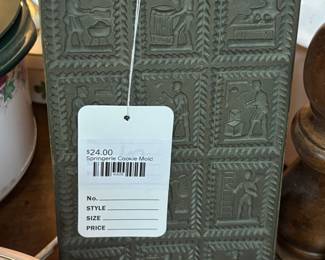 $24.00
Springerle Cookie Mold
No.
STYLE
SIZE
PRICE